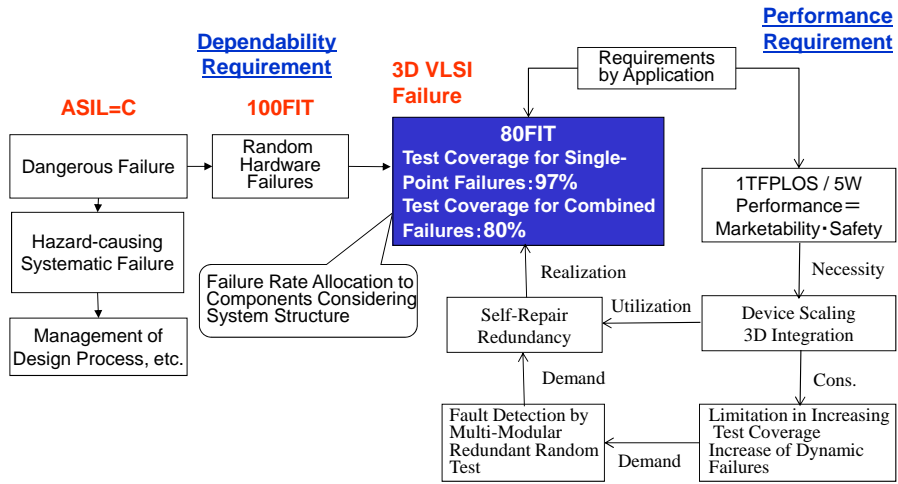 Dependability
Requirement
Performance
Requirement
ASIL=C
100FIT
3D VLSI
Failure
Requirements
by Application
Dangerous Failure
Random
Hardware
Failures
80FIT
Test Coverage for Single-
Point Failures:97%
Test Coverage for Combined
Failures:80%
1TFPLOS / 5W
Performance=
Marketability・Safety
Hazard-causing
Systematic Failure
Failure Rate Allocation to
Components Considering
System Structure
Realization
Necessity
Management of
Design Process, etc.
Self-Repair
Redundancy
Utilization
Device Scaling
3D Integration
Demand
Cons.
Fault Detection by
Multi-Modular
Redundant Random
Test
Demand
Limitation in Increasing
Test Coverage
Increase of Dynamic
Failures